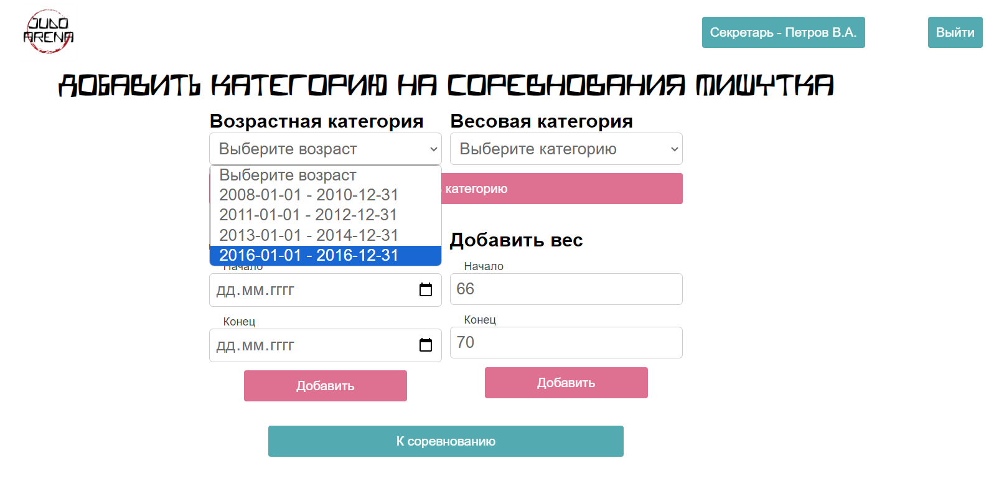 JUDO
ARENA
Секретарь - Петров В.А.
Выйти
ДОБАВИТЬ КАТЕГОРИЮ НА СОРЕВНОВАНИЯ МИШУТКА
Возрастная категория
Весовая категория
Выберите возраст
Выберите категорию
Выберите возраст
2008-01-01 - 2010-12-31
категорию
2011-01-01 - 2012-12-31
2013-01-01 - 2014-12-31
Добавить вес
2016-01-01 - 2016-12-31
Начало
Начало
дд.мм.гггг
66
Конец
Конец
дд.мм.гггг
70
Добавить
Добавить
К соревнованию